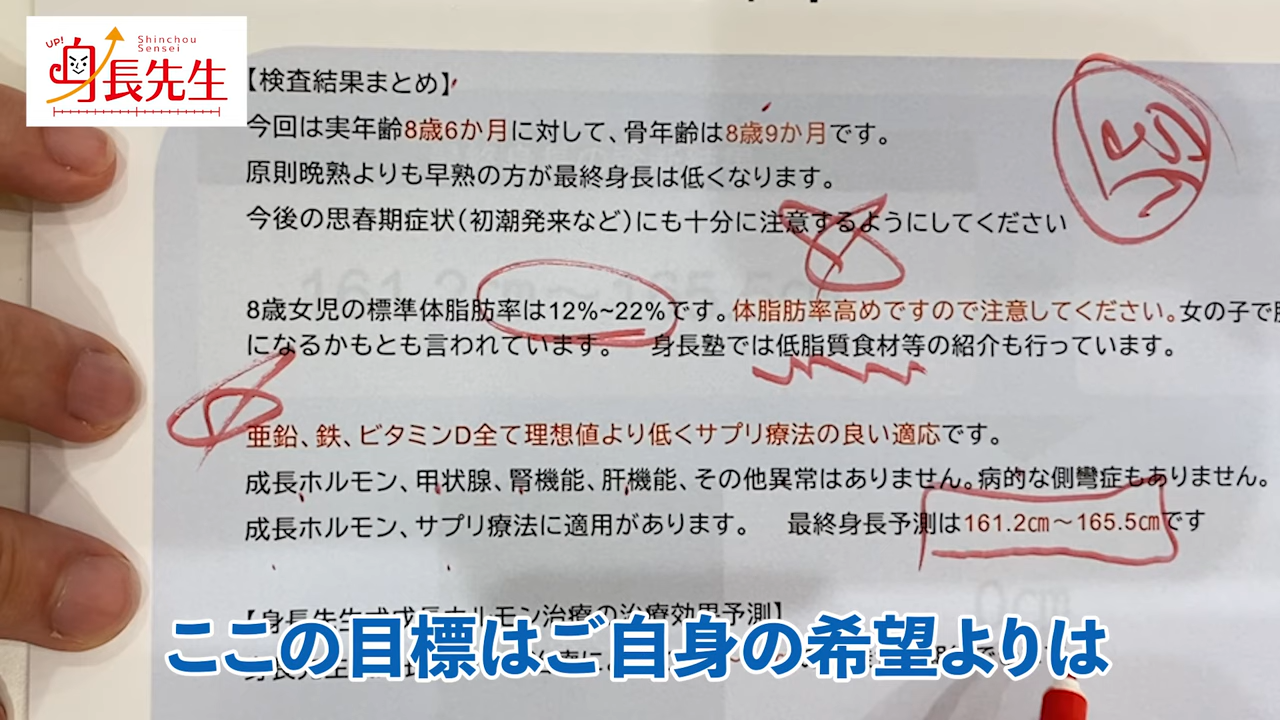 UP!
Shinchou
Sensei
身長先生
【検査結果まとめ】
今回は実年齢8歳6か月に対して、骨年齢は8歳9か月です。
原則晩熟よりも早熟の方が最終身長は低くなります。
今後の思春期症状(初潮発来など)にも十分に注意するようにしてください
8歳女児の標準体脂肪率は12%~22%です。体脂肪率高めですので注意してください。女の子で
になるかもとも言われています。 身長塾では低脂質食材等の紹介も行っています。
亜鉛、鉄、ビタミンD全て理想値より低くサプリ療法の良い適応です。
成長ホルモン、甲状腺、腎機能、肝機能、その他異常はありません。病的な側彎症もありません。
成長ホルモン、サプリ療法に適用があります。 最終身長予測は161.2㎝～165.5㎝です
【身長先生式成長ホルモン治療の治療効果予測】
ここの目標はご自身の希望よりは